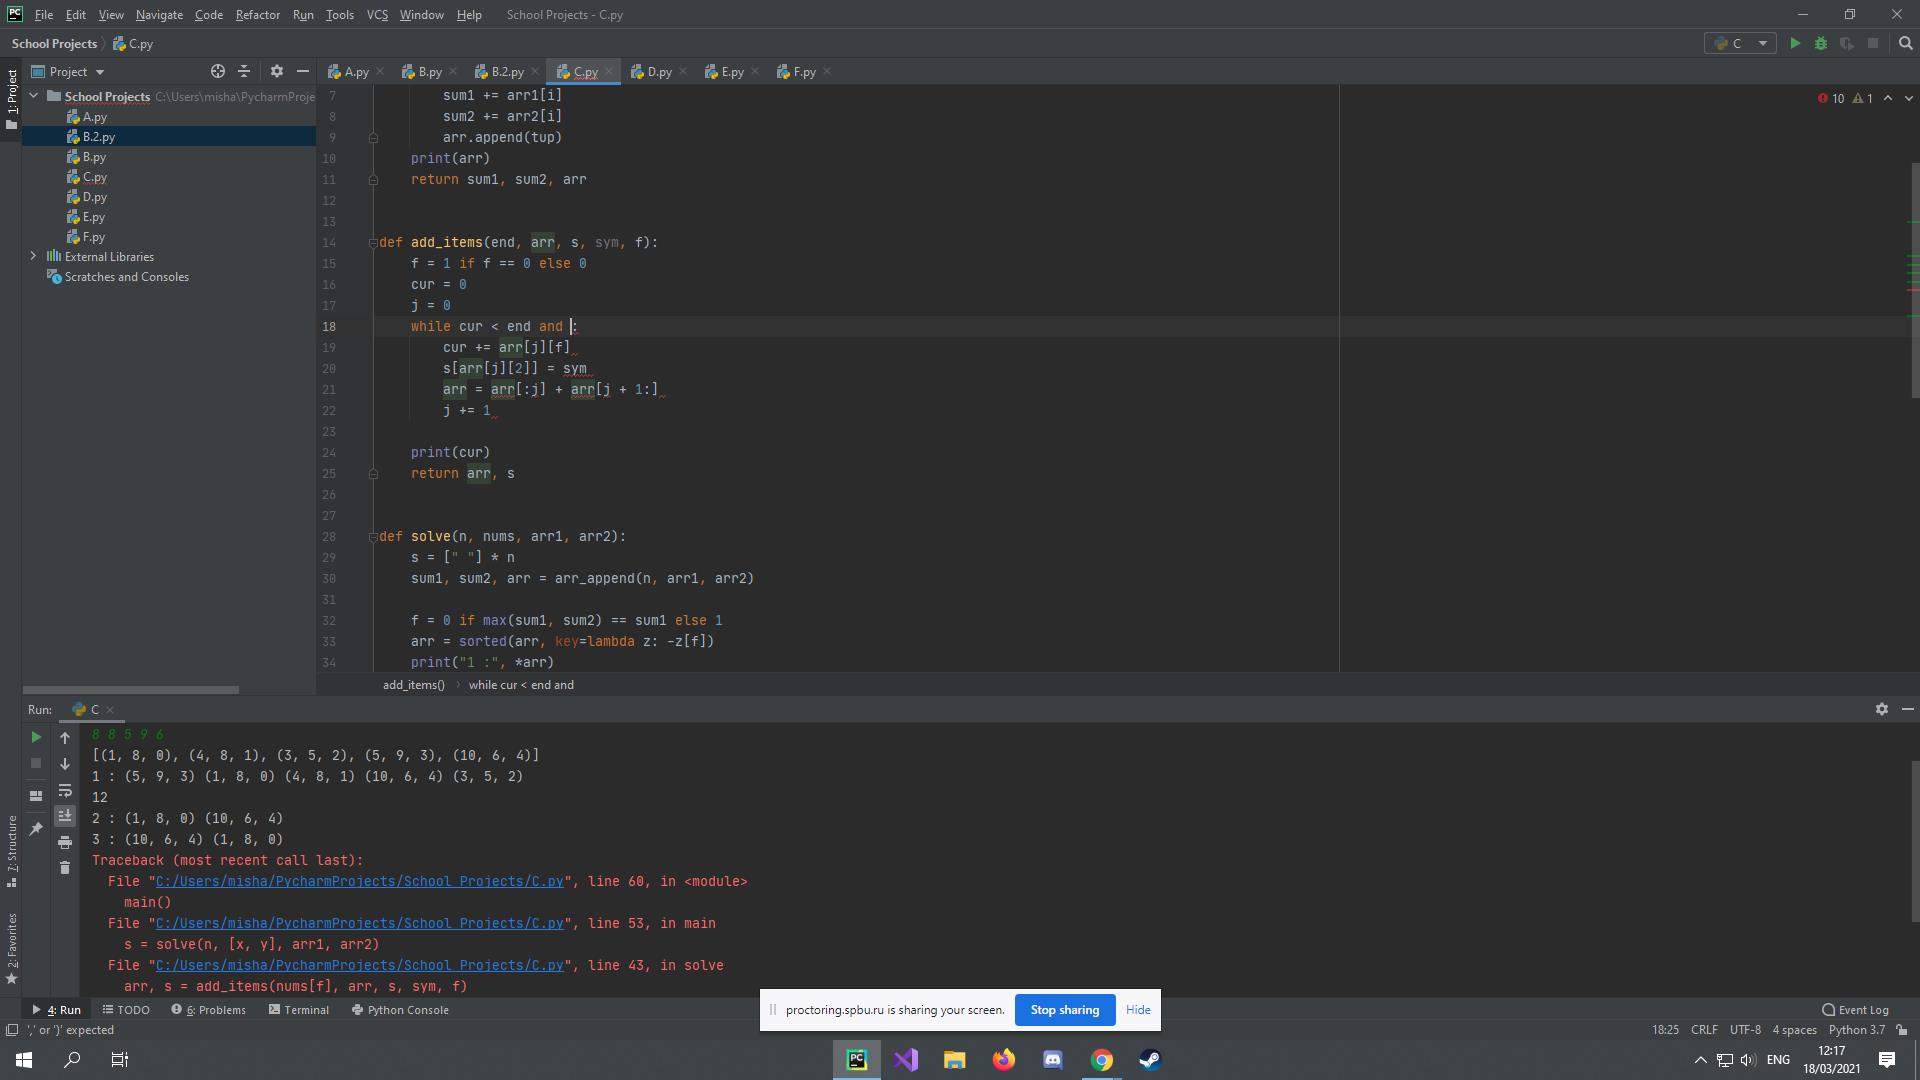 File Edit View Navigate Code Refactor Run Tools VCS Window Help School Projects - C.py
School Projects C.py C
Project A.py B.py B.2.py C.py D.py E.py F.py
1: Project
School Projects C:\Users\misha\PycharmProje
A.py
B.2.py
B.py
C.py
D.py
E.py
F.py
External Libraries
Scratches and Consoles
10 1
7 sum1 += arr1[i]
8 sum2 += arr2[i]
9 arr.append(tup)
10 print(arr)
11 return sum1, sum2, arr
12
13
14 def add_items(end, arr, s, sym, f):
15 f = 1 if f == 0 else 0
16 cur = 0
17 j = 0
18 while cur < end and :
19 cur += arr[j][f]
20 s[arr[j][2]] = sym
21 arr = arr[:j] + arr[j + 1:]
22 j += 1
23
24 print(cur)
25 return arr, s
26
27
28 def solve(n, nums, arr1, arr2):
29 s = [" "] * n
30 sum1, sum2, arr = arr_append(n, arr1, arr2)
31
32 f = 0 if max(sum1, sum2) == sum1 else 1
33 arr = sorted(arr, key=lambda z: -z[f])
34 print("1 :", *arr)
add_items() while cur < end and
Run: C
8 8 5 9 6
[(1, 8, 0), (4, 8, 1), (3, 5, 2), (5, 9, 3), (10, 6, 4)]
1 : (5, 9, 3) (1, 8, 0) (4, 8, 1) (10, 6, 4) (3, 5, 2)
12
2 : (1, 8, 0) (10, 6, 4)
3 : (10, 6, 4) (1, 8, 0)
Traceback (most recent call last):
File "C:/Users/misha/PycharmProjects/School Projects/C.py", line 60, in <module>
main()
File "C:/Users/misha/PycharmProjects/School Projects/C.py", line 53, in main
s = solve(n, [x, y], arr1, arr2)
File "C:/Users/misha/PycharmProjects/School Projects/C.py", line 43, in solve
arr, s = add_items(nums[f], arr, s, sym, f)
7: Structure
2: Favorites
proctoring.spbu.ru is sharing your screen. Stop sharing Hide
4: Run TODO 6: Problems Terminal Python Console Event Log
',' or ')' expected 18:25 CRLF UTF-8 4 spaces Python 3.7
PC ENG 12:17
18/03/2021